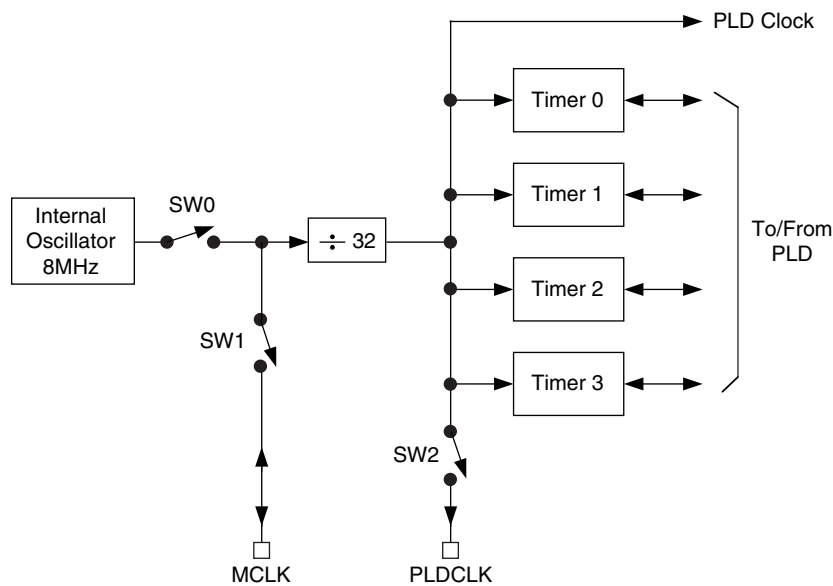 PLD Clock
Timer 0
Timer 1
SW0
Internal
Oscillator
8MHz
÷ 32
To/From
PLD
Timer 2
SW1
Timer 3
SW2
MCLK
PLDCLK